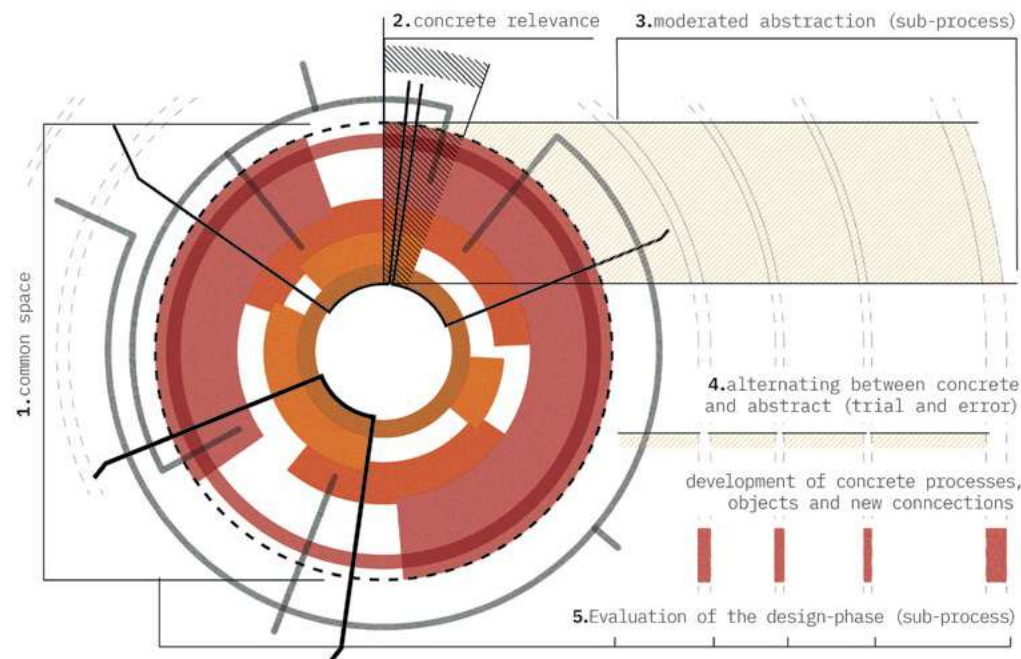 2.concrete relevance
3.moderated abstraction (sub-process)
1.common space
4.alternating between concrete
and abstract (trial and error)
development of concrete processes,
objects and new conncections
5.Evaluation of the design-phase (sub-process)